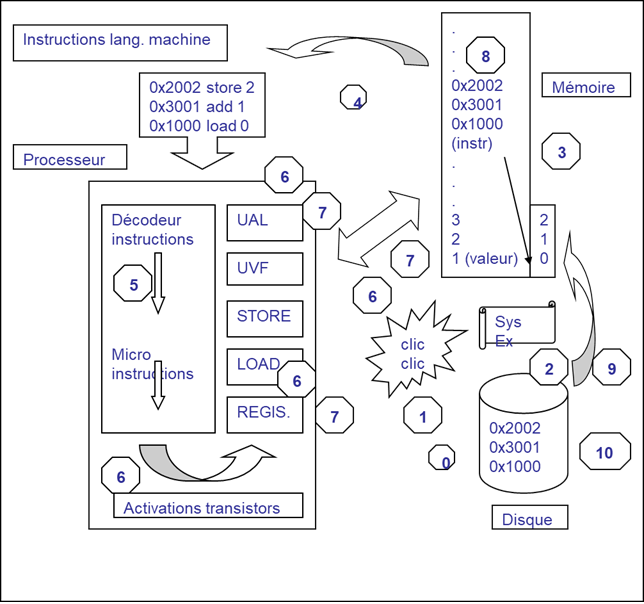 Instructions lang. machine
0x2002 store 2
0x3001 add 1
0x1000 load 0
Processeur
Décodeur
instructions
5
Micro
instructions
UAL
UVF
STORE
LOAD
REGIS.
6
7
6
7
6
Activations transistors
4
7
6
.
.
.
8
0x2002
0x3001
0x1000
(instr)
.
.
.
3
2
1 (valeur)
2
1
0
Mémoire
3
clic
clic
1
0
Sys
Ex
2
9
0x2002
0x3001
0x1000
10
Disque